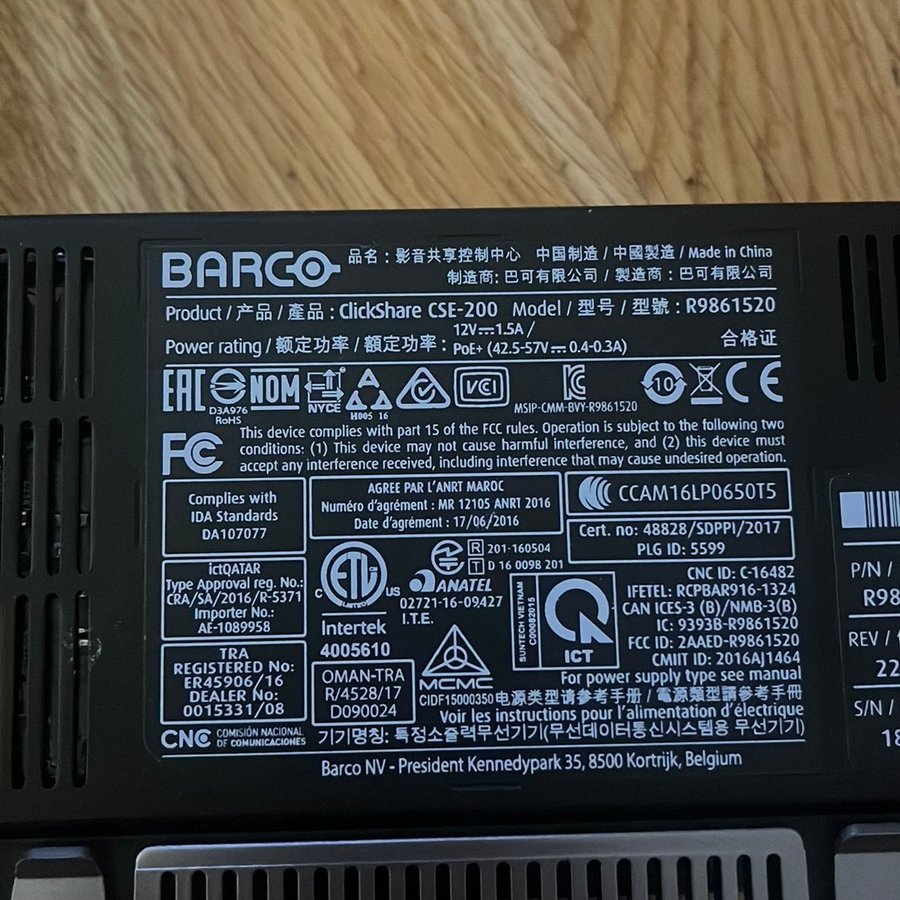 BARCO
品名：影音共享控制中心 中国制造 / 中國製造 / Made in China
制造商: 巴可有限公司 / 製造商：巴可有限公司
Product / 产品 / 產品 : ClickShare CSE-200 Model / 型号 / 型號 : R9861520
Power rating / 额定功率 / 額定功率 : 12V⎓1.5A /
PoE+ (42.5-57V⎓0.4-0.3A)
合格证
EAC
D3A976
RoHS
NOM
NYCE
A
H005 16
VCI
MSIP-CMM-BVY-R9861520
10
CE
FC
This device complies with part 15 of the FCC rules. Operation is subject to the following two
conditions: (1) This device may not cause harmful interference, and (2) this device must
accept any interference received, including interference that may cause undesired operation.
Complies with
IDA Standards
DA107077
AGREE PAR L'ANRT MAROC
Numéro d'agrément : MR 12105 ANRT 2016
Date d'agrément : 17/06/2016
CCAM16LP0650T5
Cert. no: 48828/SDPPI/2017
PLG ID: 5599
ictQATAR
Type Approval reg. No.:
CRA/SA/2016/R-5371
Importer No.:
AE-1089958
TRA
REGISTERED No:
ER45906/16
DEALER No:
0015331/08
CNC COMISIÓN NACIONAL
DE COMUNICACIONES
ETL
LISTED
C US
Intertek
4005610
R 201-160504
T D 16 0098 201
ANATEL
02721-16-09427
I.T.E.
OMAN-TRA
R/4528/17
D090024
MCMC
CIDF15000350
SUNTECH VIETNAM
C00082015
ICT
CNC ID: C-16482
IFETEL: RCPBAR916-1324
CAN ICES-3 (B)/NMB-3(B)
IC: 9393B-R9861520
FCC ID: 2AAED-R9861520
CMIIT ID: 2016AJ1464
For power supply type see manual
电源类型请参考手册 / 電源類型請參考手冊
Voir les instructions pour l'alimentation d'électrique
기기명칭: 특정소출력무선기기(무선데이터통신시스템용 무선기기)
Barco NV - President Kennedypark 35, 8500 Kortrijk, Belgium
P/N /
R98
REV /
22
S/N /
18